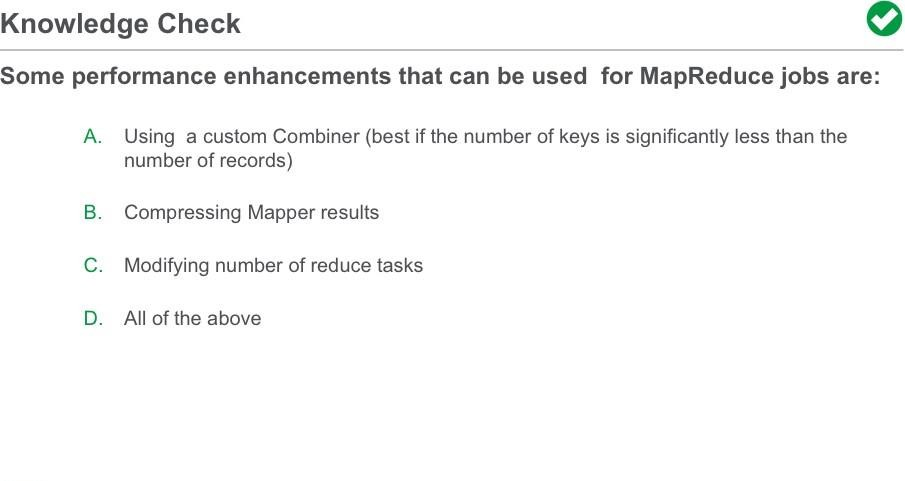 Knowledge Check
Some performance enhancements that can be used  for MapReduce jobs are:
A. Using  a custom Combiner (best if the number of keys is significantly less than the
number of records)
B. Compressing Mapper results
C. Modifying number of reduce tasks
D. All of the above